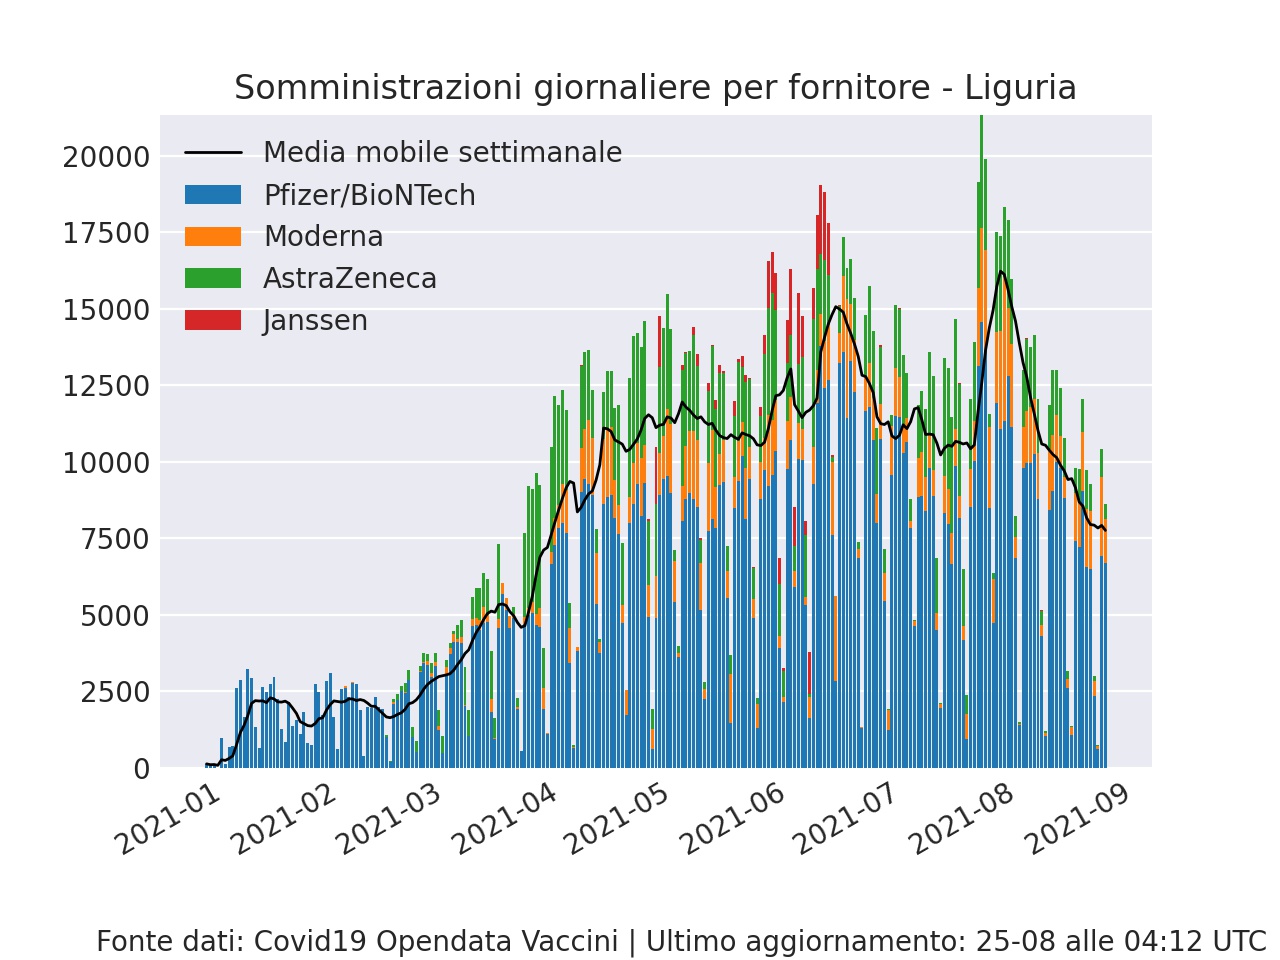 Somministrazioni giornaliere per fornitore - Liguria
Media mobile settimanale
Pfizer/BioNTech
Moderna
AstraZeneca
Janssen
20000
17500
15000
12500
10000
7500
5000
2500
0
2021-01
2021-02
2021-03
2021-04
2021-05
2021-06
2021-07
2021-08
2021-09
Fonte dati: Covid19 Opendata Vaccini | Ultimo aggiornamento: 25-08 alle 04:12 UTC